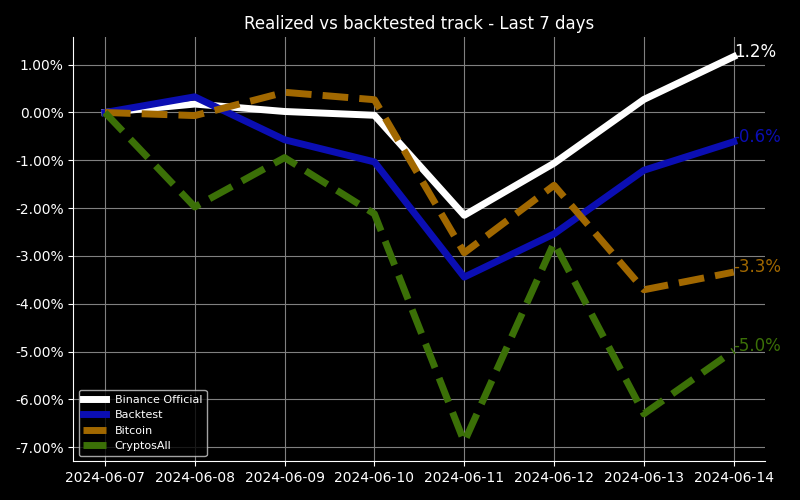 Realized vs backtested track - Last 7 days
1.00%
0.00%
-1.00%
-2.00%
-3.00%
-4.00%
-5.00%
-6.00%
-7.00%
1.2%
-0.6%
-3.3%
-5.0%
Binance Official
Backtest
Bitcoin
CryptosAll
2024-06-07 2024-06-08 2024-06-09 2024-06-10 2024-06-11 2024-06-12 2024-06-13 2024-06-14